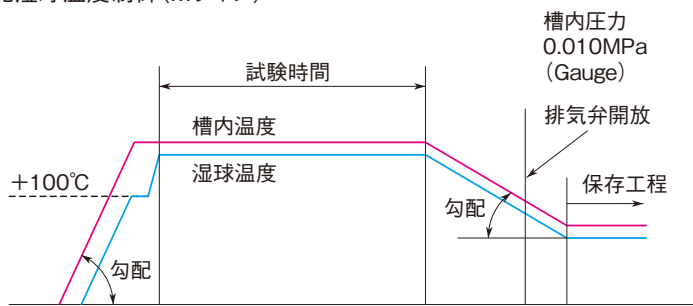 槽内圧力
0.010MPa
（Gauge）
試験時間
排気弁開放
槽内温度
湿球温度
+100℃
保存工程
勾配
勾配